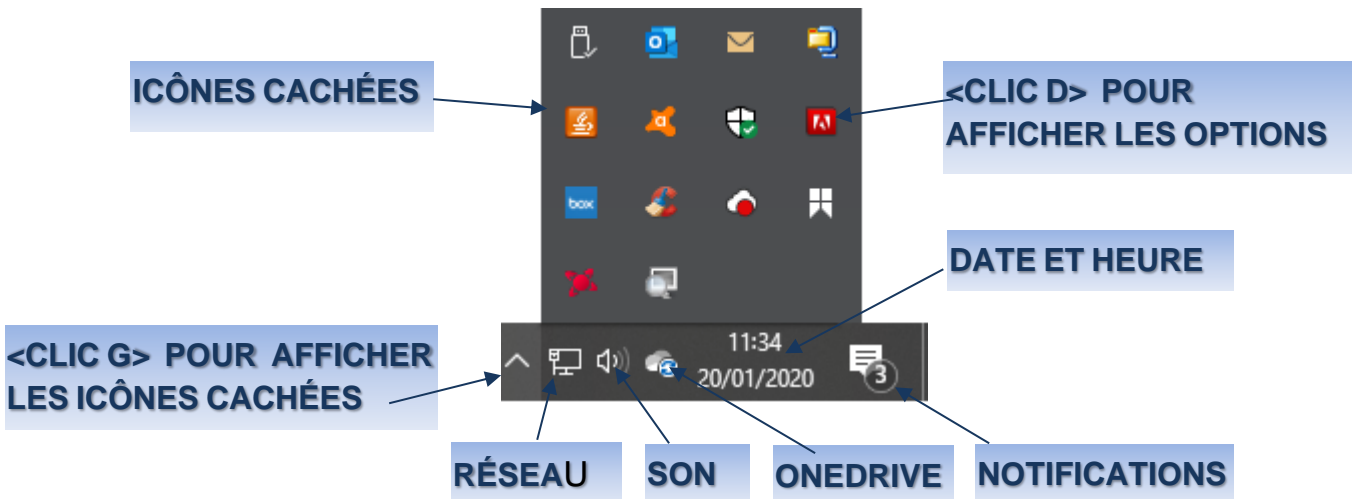 ICÔNES CACHÉES
<CLIC D> POUR
AFFICHER LES OPTIONS
box
DATE ET HEURE
<CLIC G> POUR AFFICHER
LES ICÔNES CACHÉES
11:34
20/01/2020
3
RÉSEAU
SON
ONEDRIVE
NOTIFICATIONS